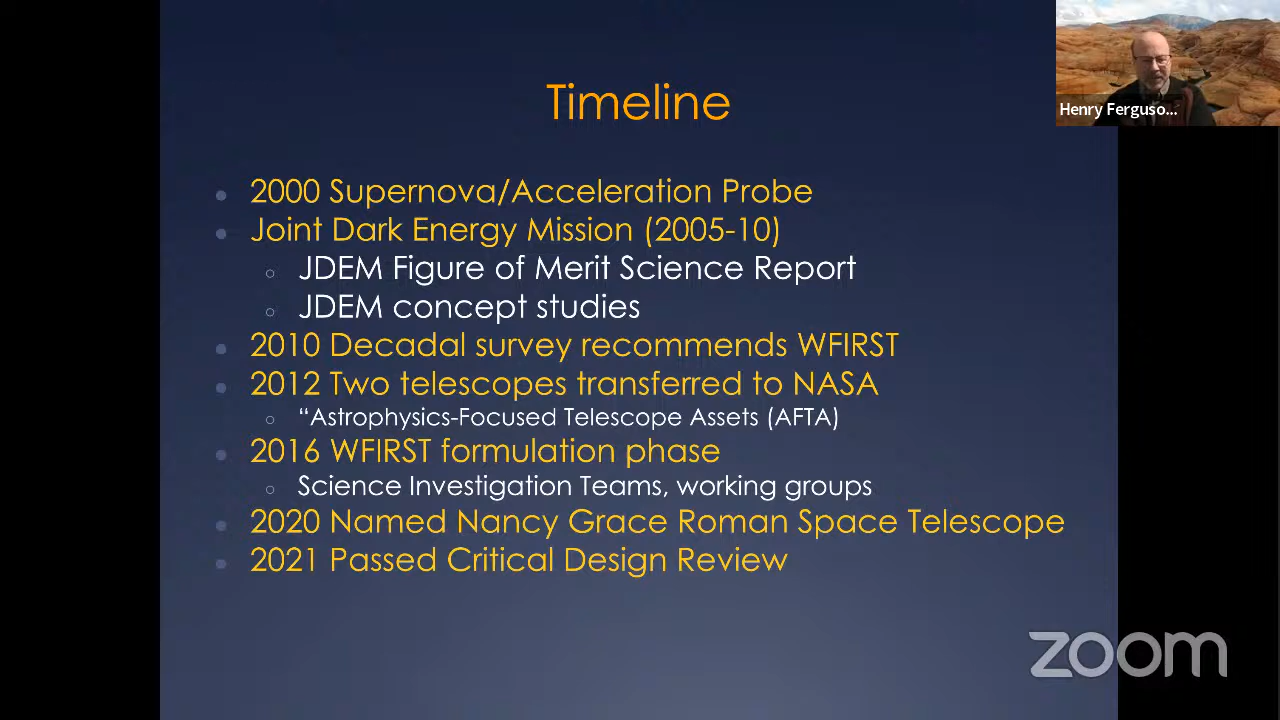 Timeline
Henry Ferguso...
2000 Supernova/Acceleration Probe
Joint Dark Energy Mission (2005-10)
JDEM Figure of Merit Science Report
JDEM concept studies
2010 Decadal survey recommends WFIRST
2012 Two telescopes transferred to NASA
“Astrophysics-Focused Telescope Assets (AFTA)
2016 WFIRST formulation phase
Science Investigation Teams, working groups
2020 Named Nancy Grace Roman Space Telescope
2021 Passed Critical Design Review
zoom